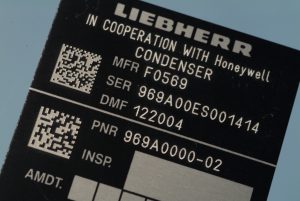 LIEBHERR
IN COOPERATION WITH Honeywell
CONDENSER
MFR F0569
SER 969A00ES001414
DMF 122004
PNR 969A0000-02
INSP.
AMDT.